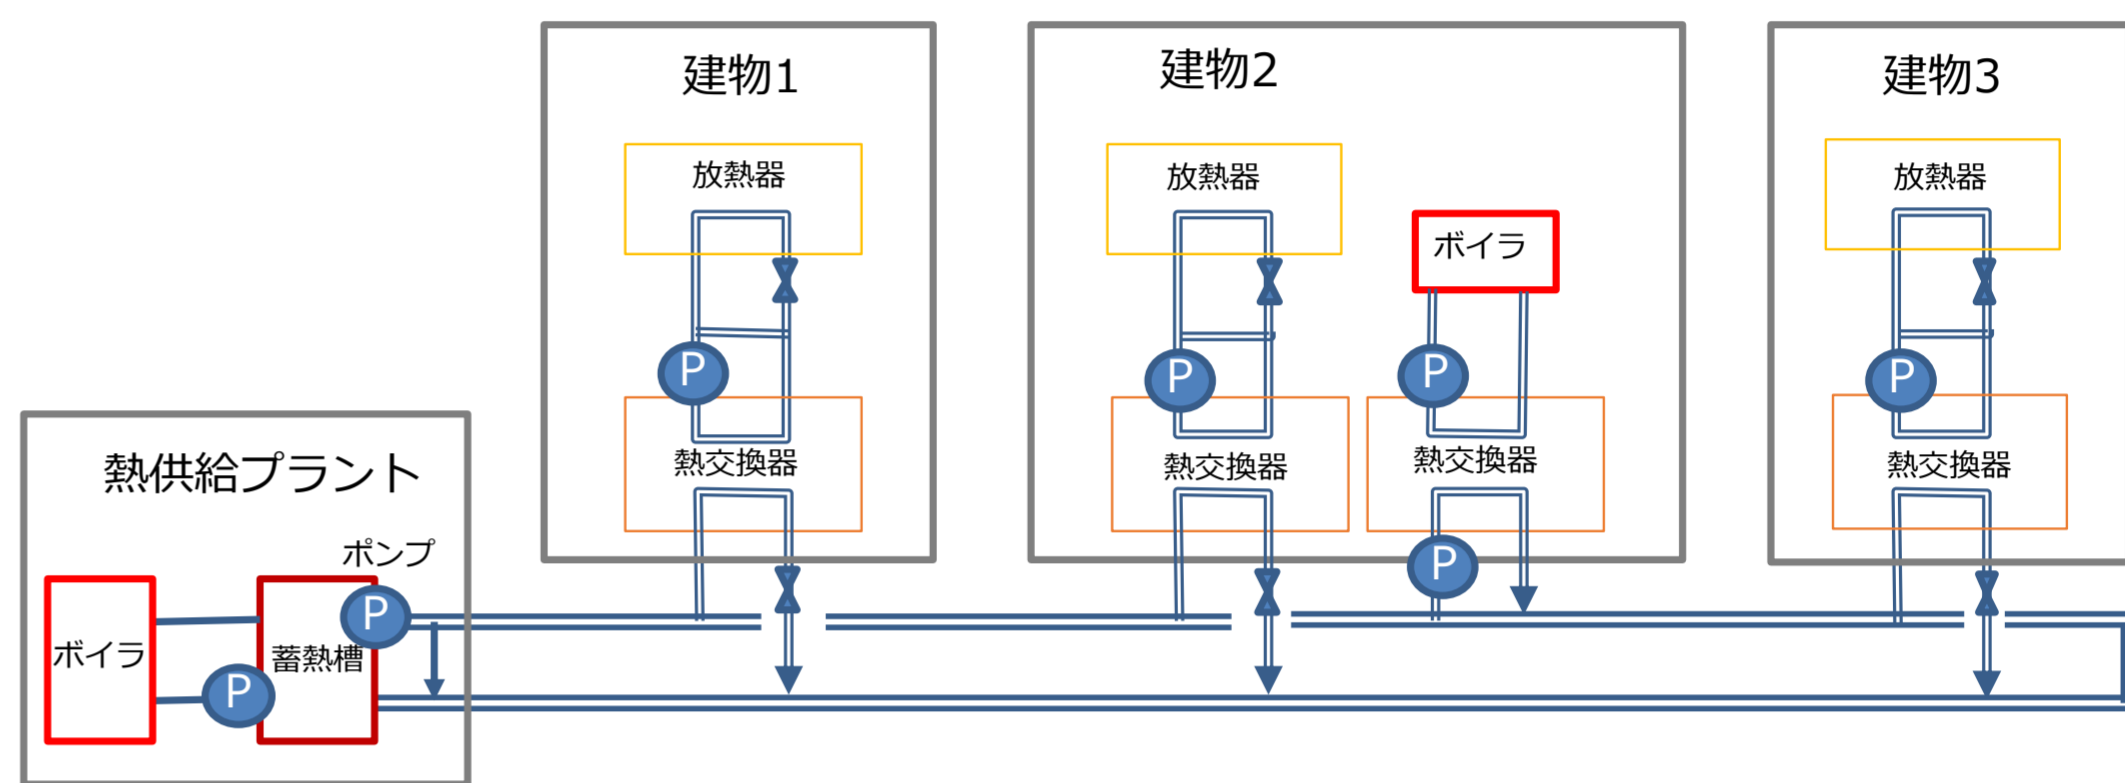 建物1
建物2
建物3
放熱器
放熱器
ボイラ
放熱器
P
P
P
P
熱交換器
熱交換器
熱交換器
熱交換器
熱供給プラント
ポンプ
P
P
ボイラ
蓄熱槽
P